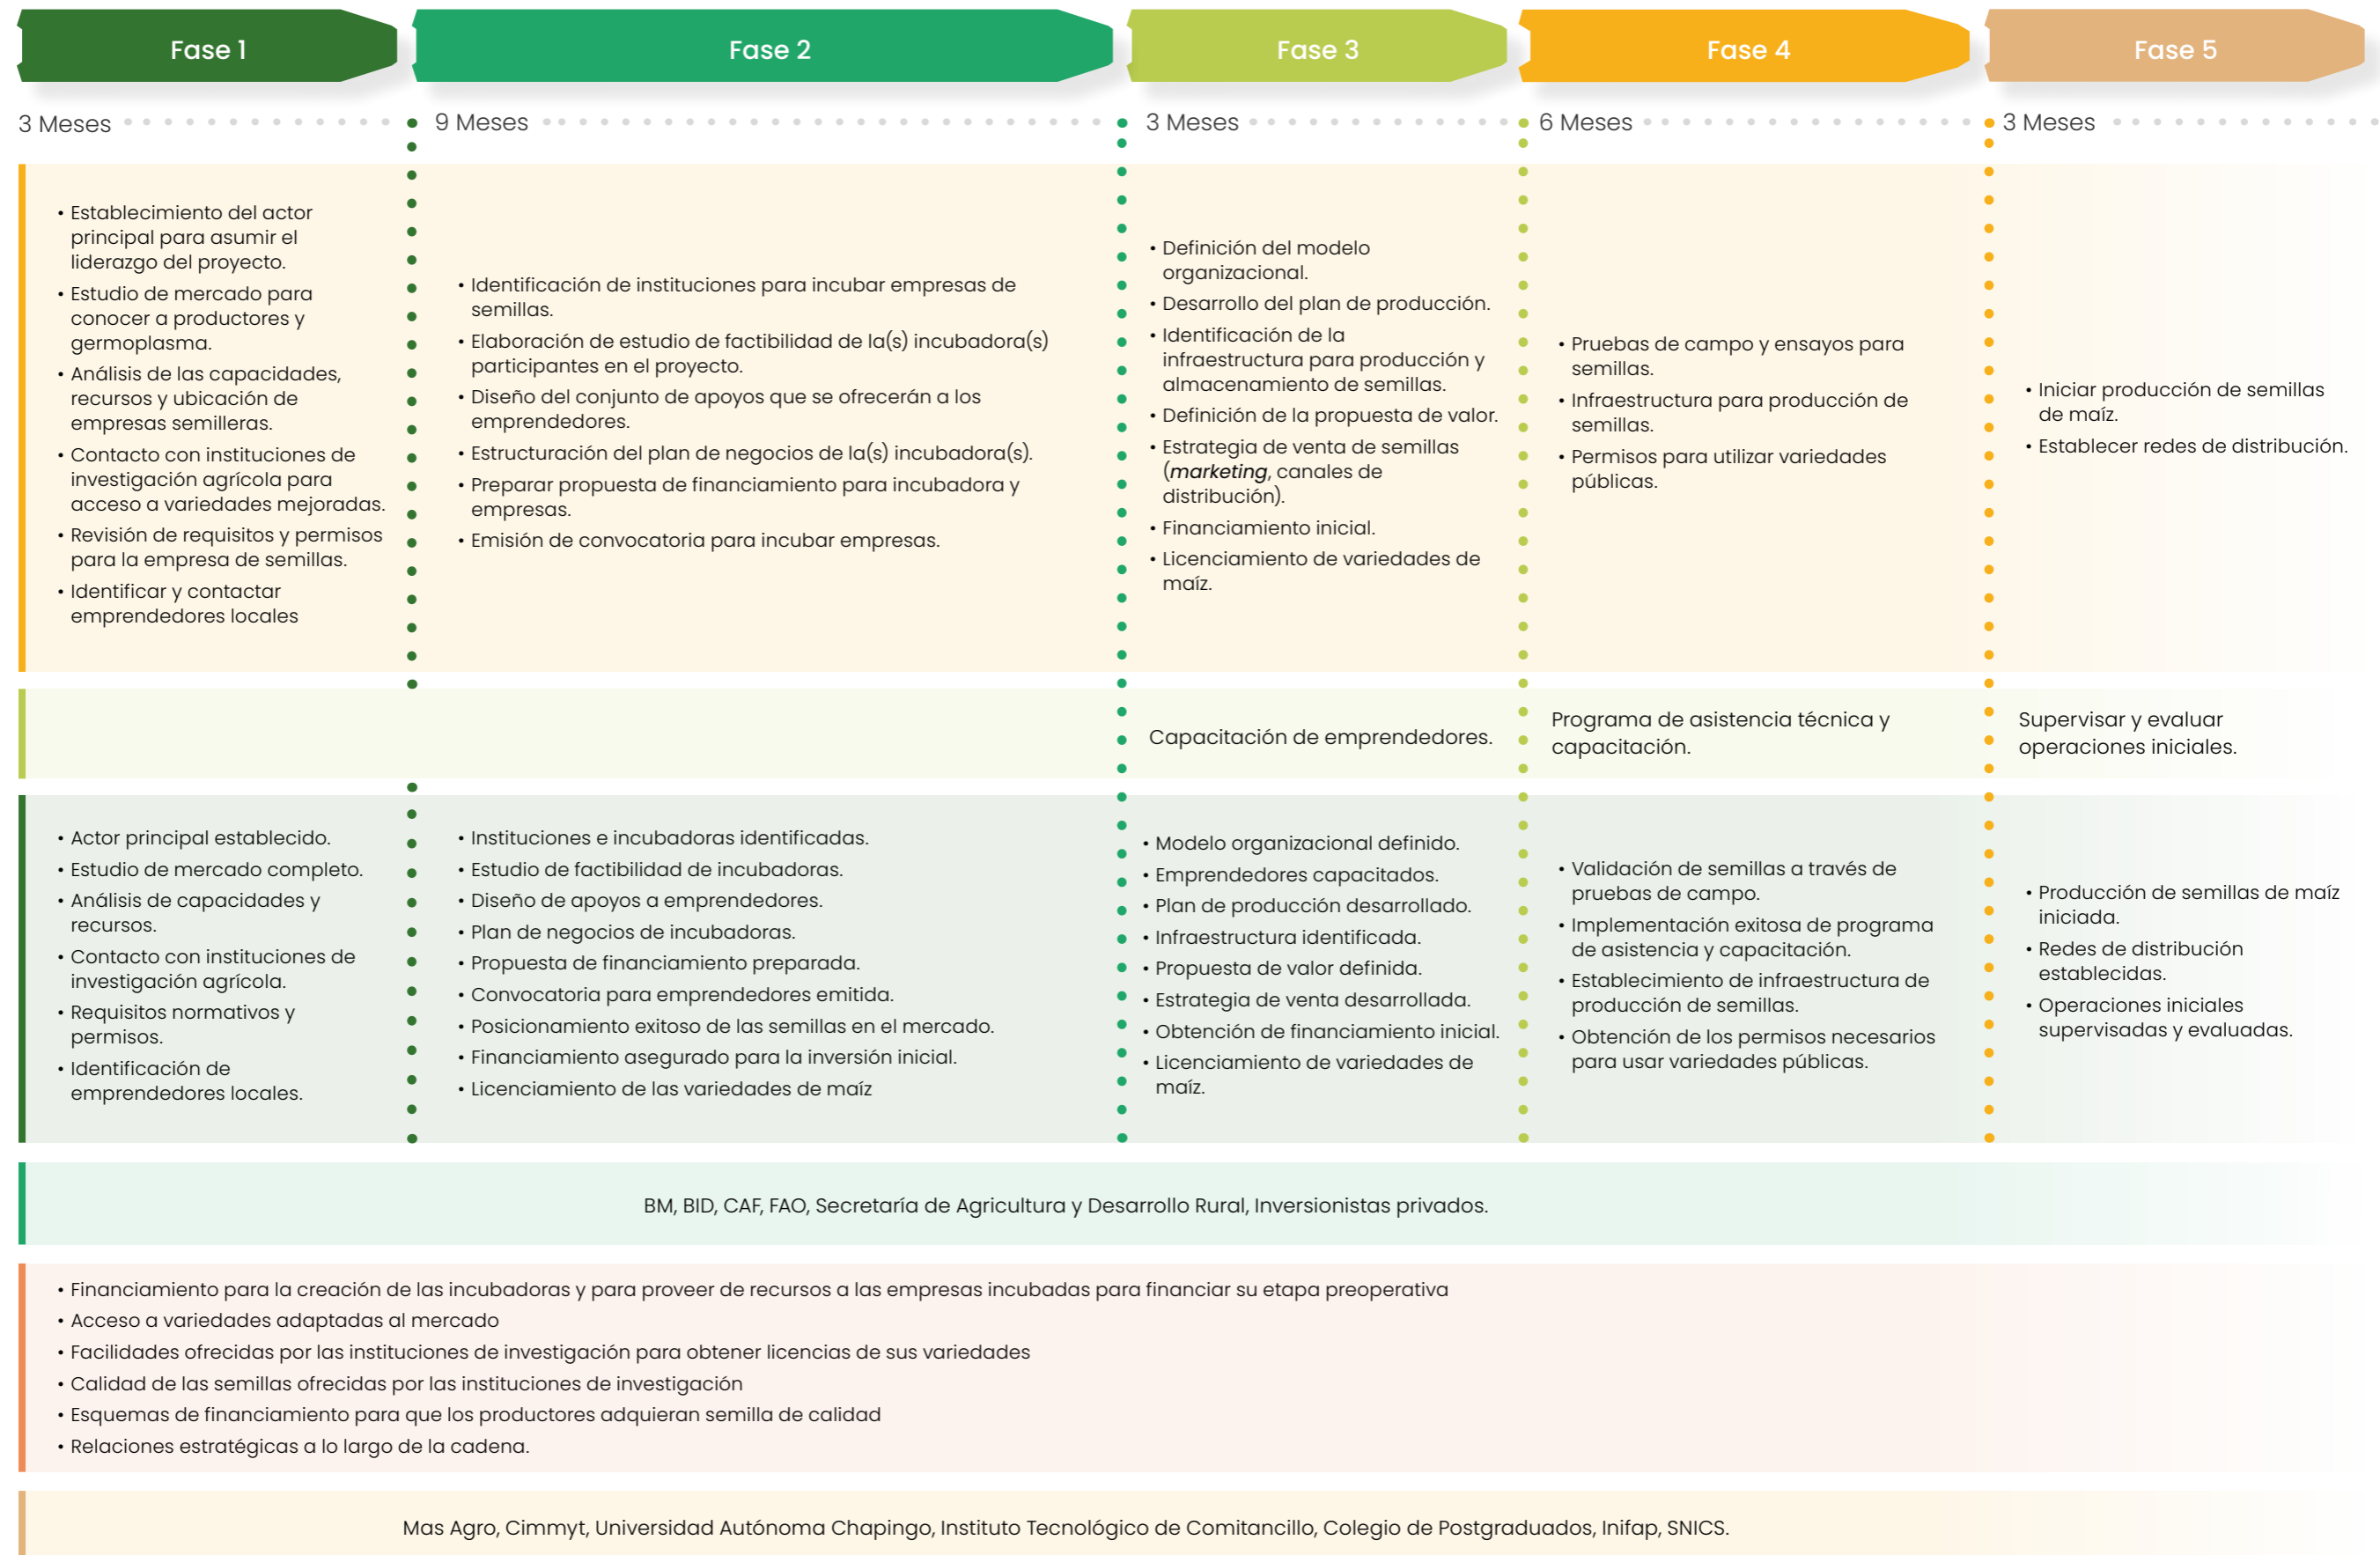 Fase 1
Fase 2
Fase 3
Fase 4
Fase 5
3 Meses
9 Meses
3 Meses
6 Meses
3 Meses
• Establecimiento del actor
principal para asumir el
liderazgo del proyecto.
• Estudio de mercado para
conocer a productores y
germoplasma.
• Análisis de las capacidades,
recursos y ubicación de
empresas semilleras.
• Contacto con instituciones de
investigación agrícola para
acceso a variedades mejoradas.
• Revisión de requisitos y permisos
para la empresa de semillas.
• Identificar y contactar
emprendedores locales
• Identificación de instituciones para incubar empresas de
semillas.
• Elaboración de estudio de factibilidad de la(s) incubadora(s)
participantes en el proyecto.
• Diseño del conjunto de apoyos que se ofrecerán a los
emprendedores.
• Estructuración del plan de negocios de la(s) incubadora(s).
• Preparar propuesta de financiamiento para incubadora y
empresas.
• Emisión de convocatoria para incubar empresas.
• Definición del modelo
organizacional.
• Desarrollo del plan de producción.
• Identificación de la
infraestructura para producción y
almacenamiento de semillas.
• Definición de la propuesta de valor.
• Estrategia de venta de semillas
(marketing, canales de
distribución).
• Financiamiento inicial.
• Licenciamiento de variedades de
maíz.
• Pruebas de campo y ensayos para
semillas.
• Infraestructura para producción de
semillas.
• Permisos para utilizar variedades
públicas.
• Iniciar producción de semillas
de maíz.
• Establecer redes de distribución.
Capacitación de emprendedores.
Programa de asistencia técnica y
capacitación.
Supervisar y evaluar
operaciones iniciales.
• Actor principal establecido.
• Estudio de mercado completo.
• Análisis de capacidades y
recursos.
• Contacto con instituciones de
investigación agrícola.
• Requisitos normativos y
permisos.
• Identificación de
emprendedores locales.
• Instituciones e incubadoras identificadas.
• Estudio de factibilidad de incubadoras.
• Diseño de apoyos a emprendedores.
• Plan de negocios de incubadoras.
• Propuesta de financiamiento preparada.
• Convocatoria para emprendedores emitida.
• Posicionamiento exitoso de las semillas en el mercado.
• Financiamiento asegurado para la inversión inicial.
• Licenciamiento de las variedades de maíz
• Modelo organizacional definido.
• Emprendedores capacitados.
• Plan de producción desarrollado.
• Infraestructura identificada.
• Propuesta de valor definida.
• Estrategia de venta desarrollada.
• Obtención de financiamiento inicial.
• Licenciamiento de variedades de
maíz.
• Validación de semillas a través de
pruebas de campo.
• Implementación exitosa de programa
de asistencia y capacitación.
• Establecimiento de infraestructura de
producción de semillas.
• Obtención de los permisos necesarios
para usar variedades públicas.
• Producción de semillas de maíz
iniciada.
• Redes de distribución
establecidas.
• Operaciones iniciales
supervisadas y evaluadas.
BM, BID, CAF, FAO, Secretaría de Agricultura y Desarrollo Rural, Inversionistas privados.
• Financiamiento para la creación de las incubadoras y para proveer de recursos a las empresas incubadas para financiar su etapa preoperativa
• Acceso a variedades adaptadas al mercado
• Facilidades ofrecidas por las instituciones de investigación para obtener licencias de sus variedades
• Calidad de las semillas ofrecidas por las instituciones de investigación
• Esquemas de financiamiento para que los productores adquieran semilla de calidad
• Relaciones estratégicas a lo largo de la cadena.
Mas Agro, Cimmyt, Universidad Autónoma Chapingo, Instituto Tecnológico de Comitancillo, Colegio de Postgraduados, Inifap, SNICS.